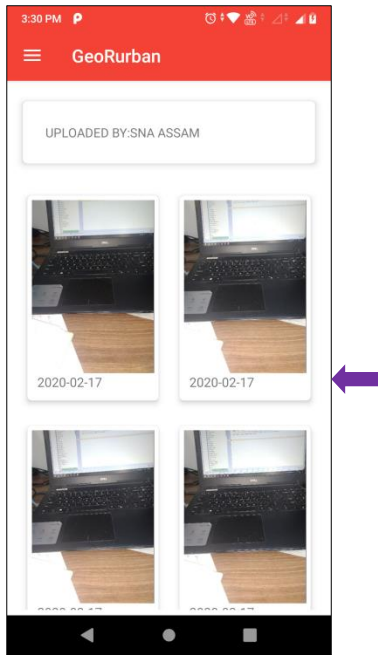 3:30 PM
GeoRurban
UPLOADED BY:SNA ASSAM
2020-02-17
2020-02-17